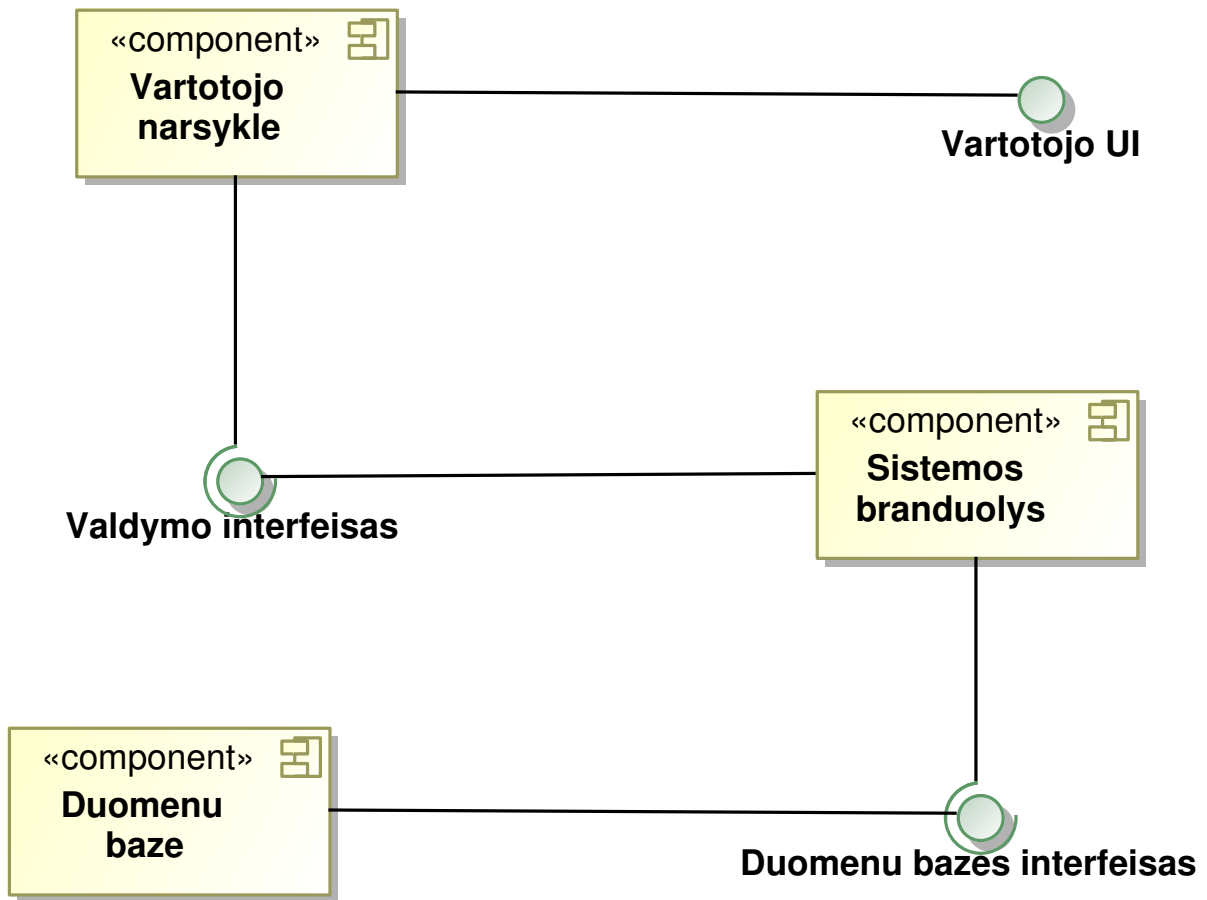 «component»
Vartotojo
narsykle
Vartotojo UI
«component»
Sistemos
branduolys
Valdymo interfeisas
«component»
Duomenu
baze
Duomenu bazes interfeisas